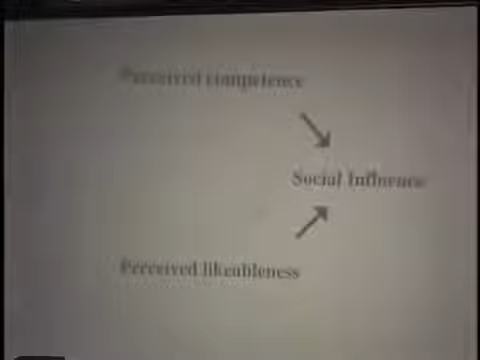 Perceived competence
Social Influence
Perceived likeableness